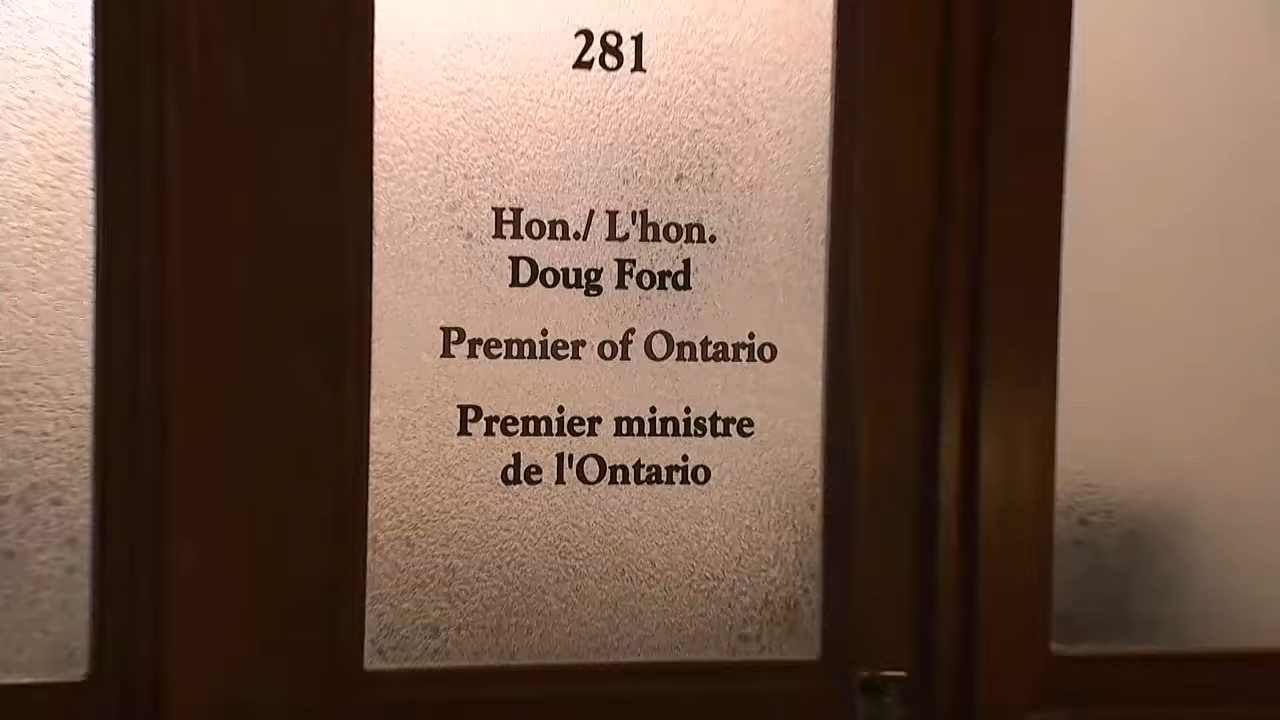 281
Hon./ L'hon.
Doug Ford
Premier of Ontario
Premier ministre
de l'Ontario